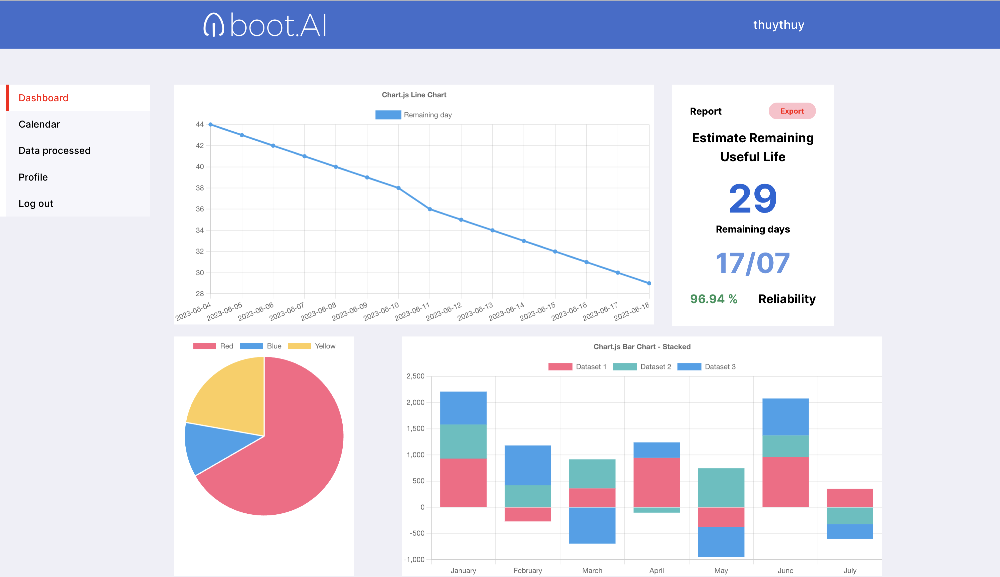 boot.AI
thuythuy
Dashboard
Calendar
Data processed
Profile
Log out
Chart.js Line Chart
Remaining day
44
42
40
38
36
34
32
30
28
2023-06-04
2023-06-05
2023-06-06
2023-06-07
2023-06-08
2023-06-09
2023-06-10
2023-06-11
2023-06-12
2023-06-13
2023-06-14
2023-06-15
2023-06-16
2023-06-17
2023-06-18
Report
Export
Estimate Remaining
Useful Life
29
Remaining days
17/07
96.94 % Reliability
Red Blue Yellow
Chart.js Bar Chart - Stacked
Dataset 1 Dataset 2 Dataset 3
2,500
2,000
1,500
1,000
500
0
-500
-1,000
January February March April May June July